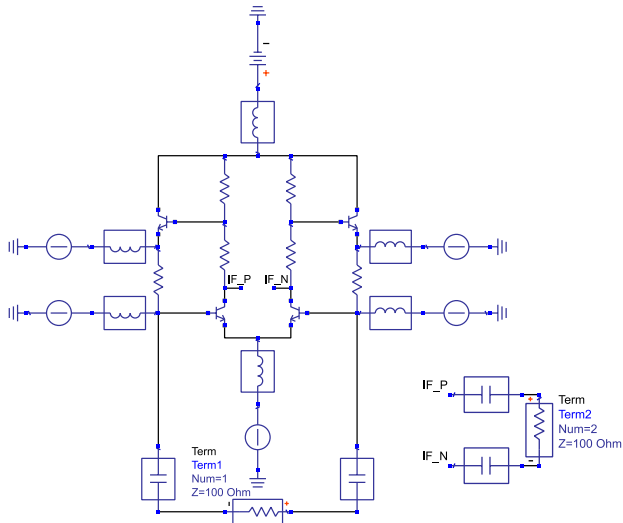 IF_P
IF_N
Term
Term1
Num=1
Z=100 Ohm
IF_P
IF_N
Term
Term2
Num=2
Z=100 Ohm